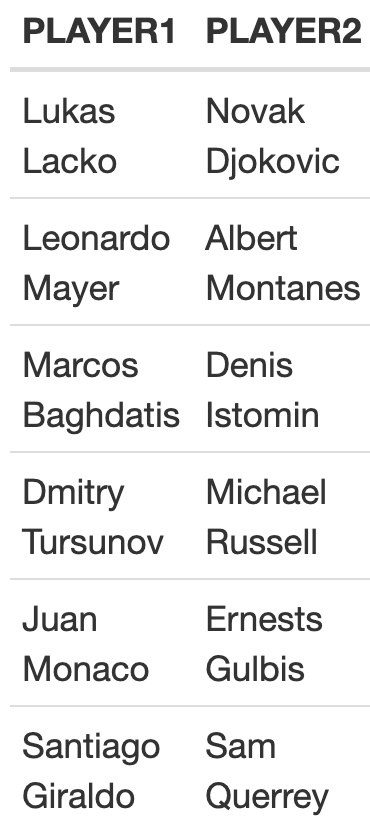 PLAYER1 PLAYER2
Lukas Novak
Lacko Djokovic
Leonardo Albert
Mayer Montanes
Marcos Denis
Baghdatis Istomin
Dmitry Michael
Tursunov Russell
Juan Ernests
Monaco Gulbis
Santiago Sam
Giraldo Querrey